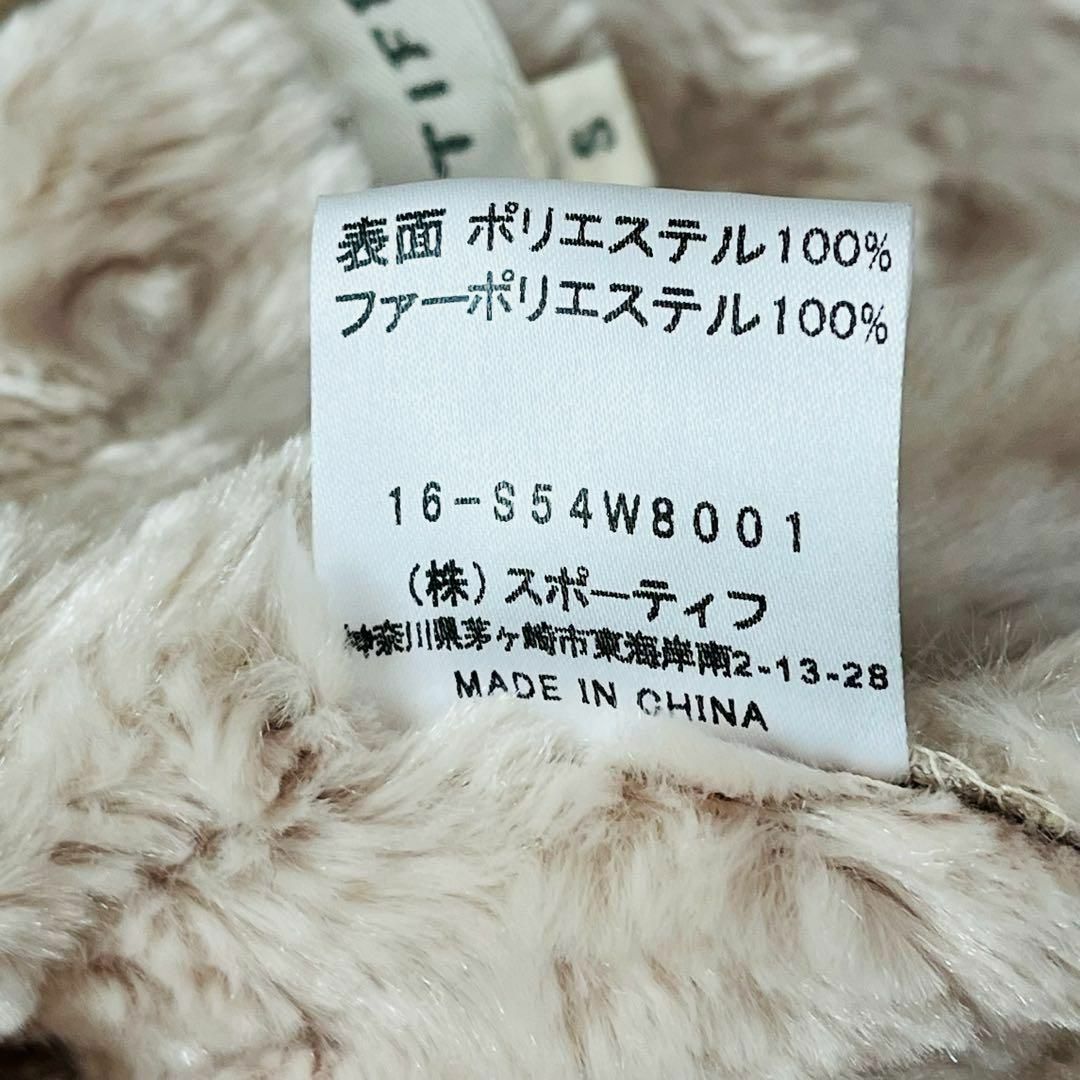 TIF
S
表面 ポリエステル100%
ファーポリエステル100%
16-S54W8001
(株)スポーティフ
神奈川県茅ヶ崎市東海岸南2-13-28
MADE IN CHINA